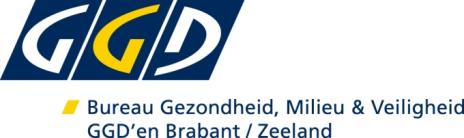 GGD
Bureau Gezondheid, Milieu & Veiligheid
GGD'en Brabant / Zeeland